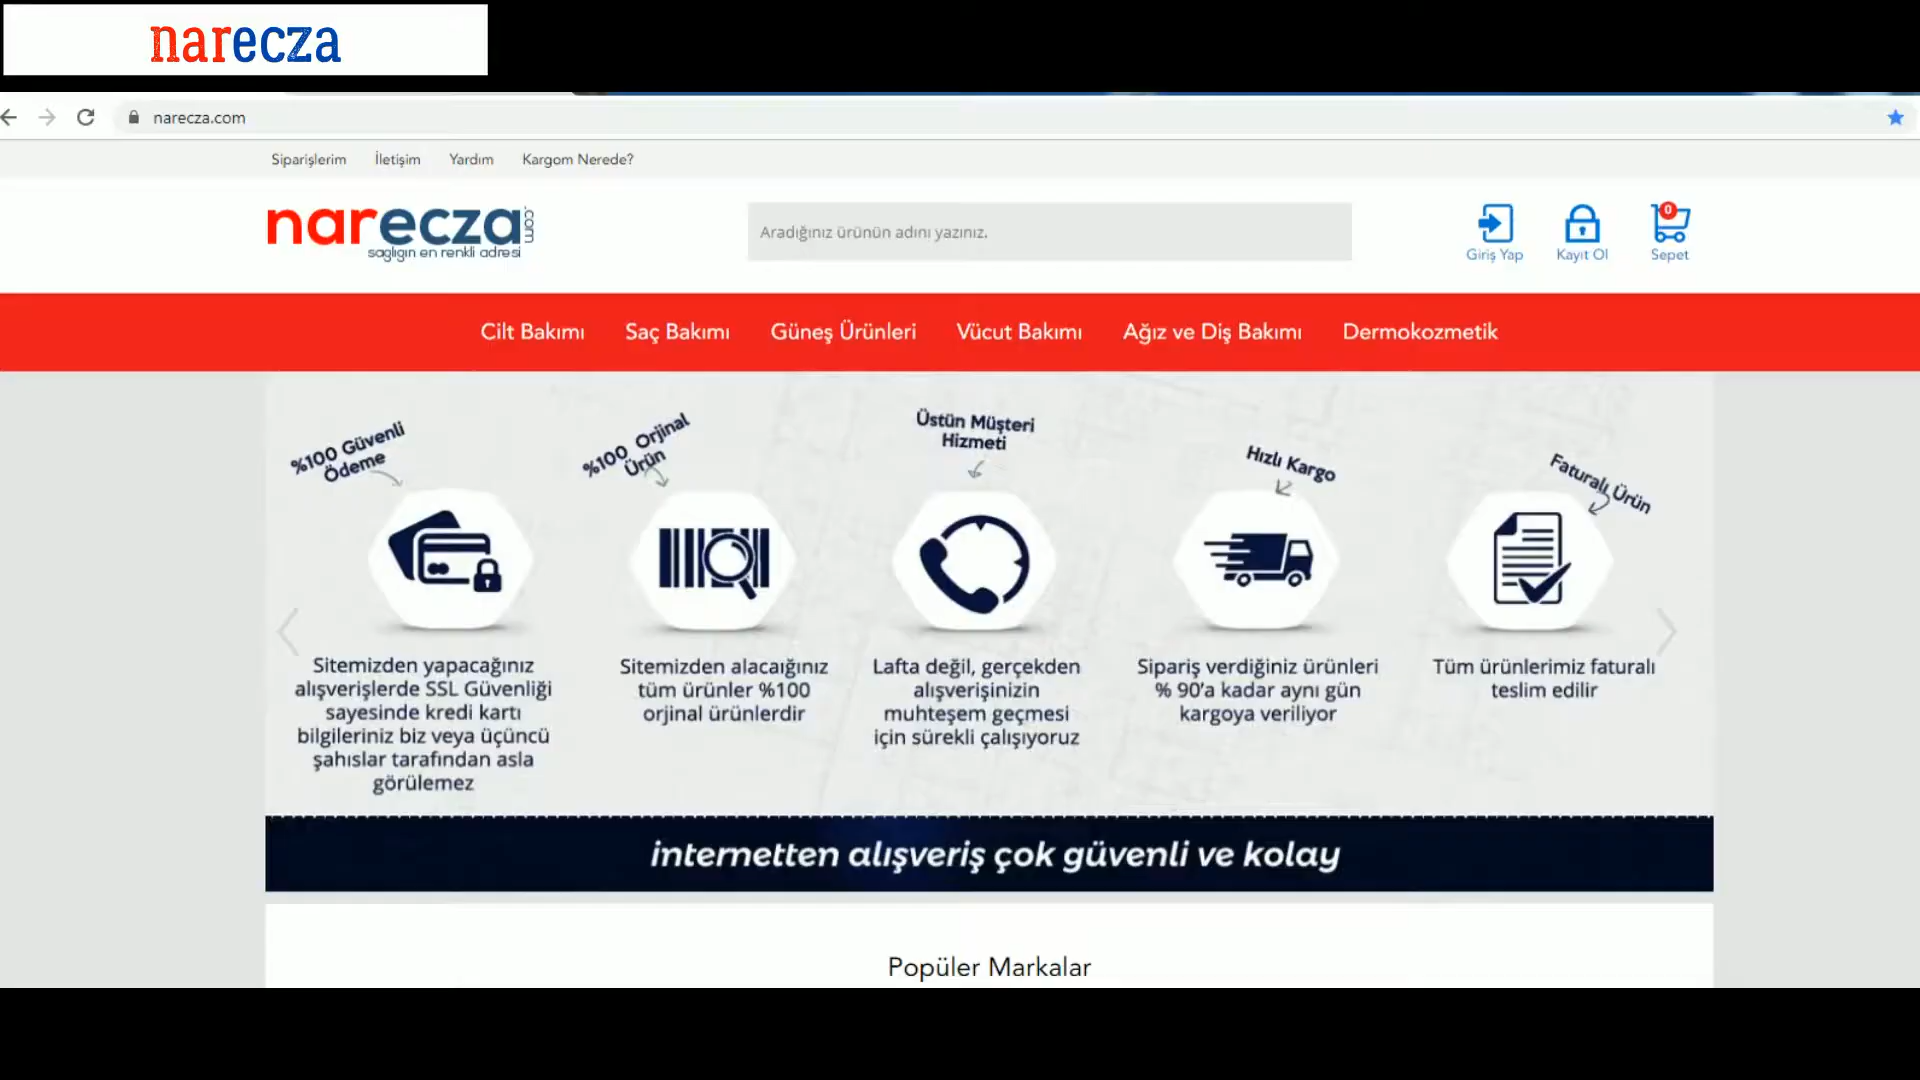 narecza
narecza.com
Siparişlerim İletişim Yardım Kargom Nerede?
narecza.com
sağlığın en renkli adresi
Aradığınız ürünün adını yazınız.
0
Giriş Yap Kayıt Ol Sepet
Cilt Bakımı Saç Bakımı Güneş Ürünleri Vücut Bakımı Ağız ve Diş Bakımı Dermokozmetik
%100 Güvenli
Ödeme
%100 Orjinal
Ürün
Üstün Müşteri
Hizmeti
Hızlı Kargo
Faturalı Ürün
Sitemizden yapacağınız
alışverişlerde SSL Güvenliği
sayesinde kredi kartı
bilgileriniz biz veya üçüncü
şahıslar tarafından asla
görülemez
Sitemizden alacaığınız
tüm ürünler %100
orjinal ürünlerdir
Lafta değil, gerçekden
alışverişinizin
muhteşem geçmesi
için sürekli çalışıyoruz
Sipariş verdiğiniz ürünleri
% 90'a kadar aynı gün
kargoya veriliyor
Tüm ürünlerimiz faturalı
teslim edilir
internetten alışveriş çok güvenli ve kolay
Popüler Markalar